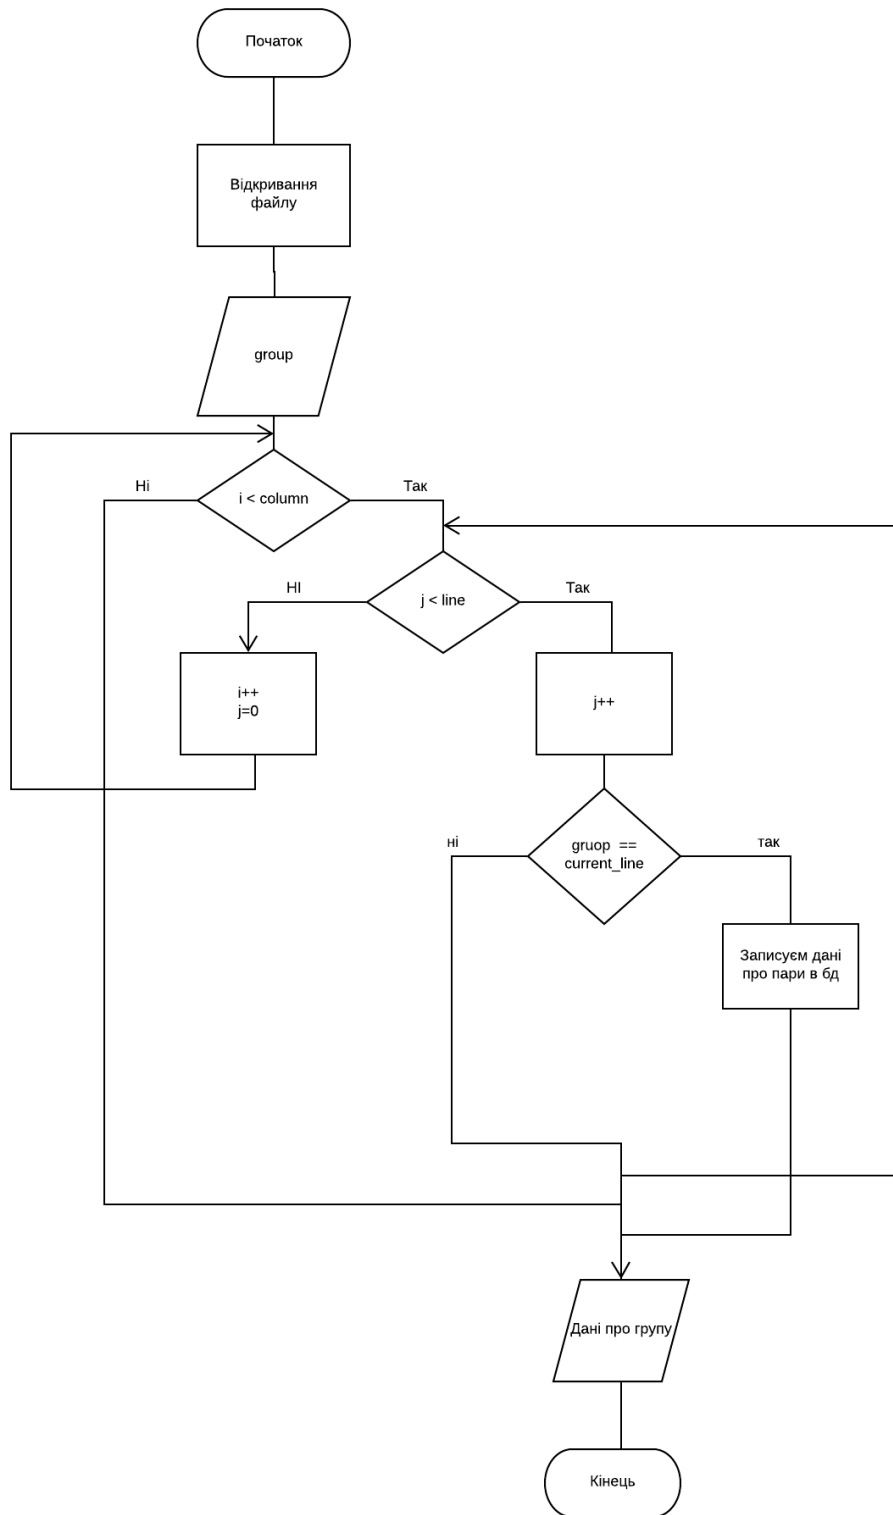 Початок
Відкривання
файлу
group
i < column
Ні
Так
j < line
НІ
Так
i++
j=0
j++
gruop  ==
current_line
ні
так
Записуєм дані
про пари в бд
Дані про групу
Кінець